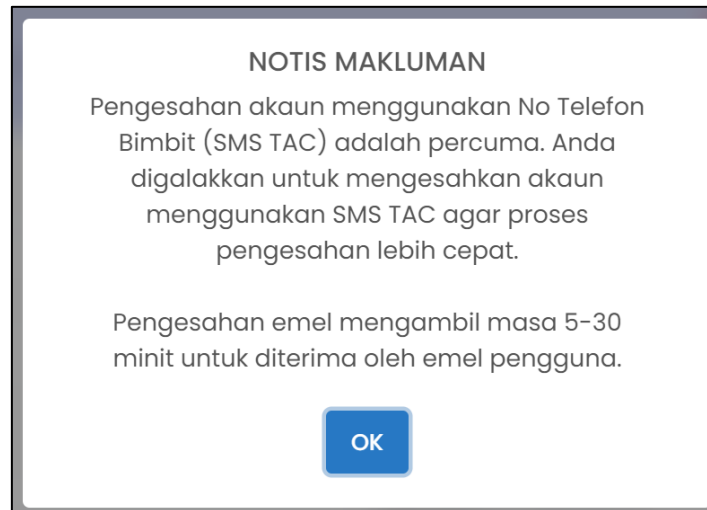 NOTIS MAKLUMAN
Pengesahan akaun menggunakan No Telefon
Bimbit (SMS TAC) adalah percuma. Anda
digalakkan untuk mengesahkan akaun
menggunakan SMS TAC agar proses
pengesahan lebih cepat.
Pengesahan emel mengambil masa 5-30
minit untuk diterima oleh emel pengguna.
OK